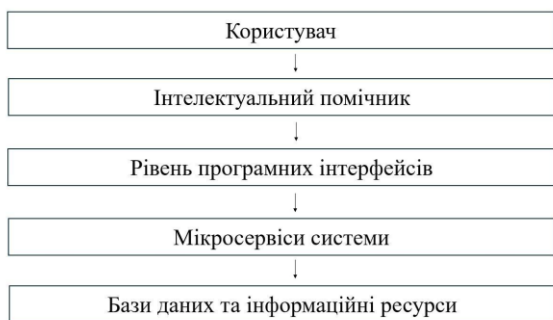 Користувач
Інтелектуальний помічник
Рівень програмних інтерфейсів
Мікросервіси системи
Бази даних та інформаційні ресурси